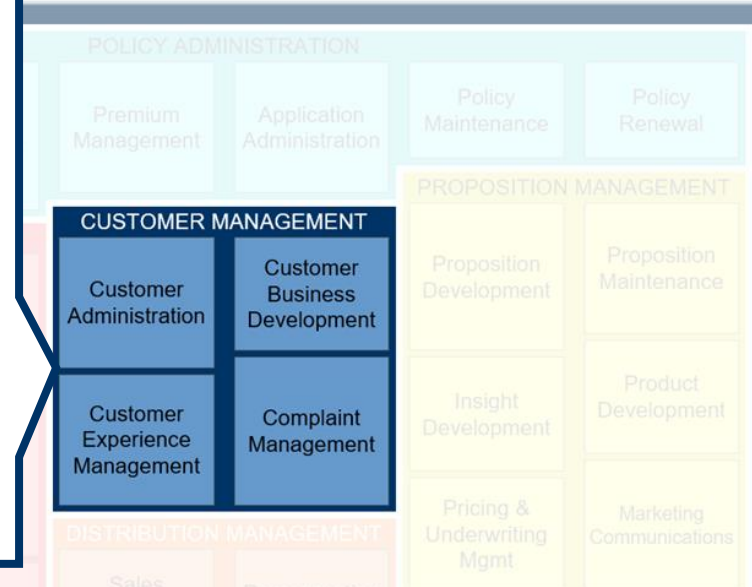 POLICY ADMINISTRATION
Premium
Management
Application
Administration
Policy
Maintenance
Policy
Renewal
PROPOSITION MANAGEMENT
CUSTOMER MANAGEMENT
Customer
Administration
Customer
Business
Development
Customer
Experience
Management
Complaint
Management
Proposition
Development
Proposition
Maintenance
Insight
Development
Product
Development
Pricing &
Underwriting
Mgmt
Marketing
Communications
DISTRIBUTION MANAGEMENT
Sales